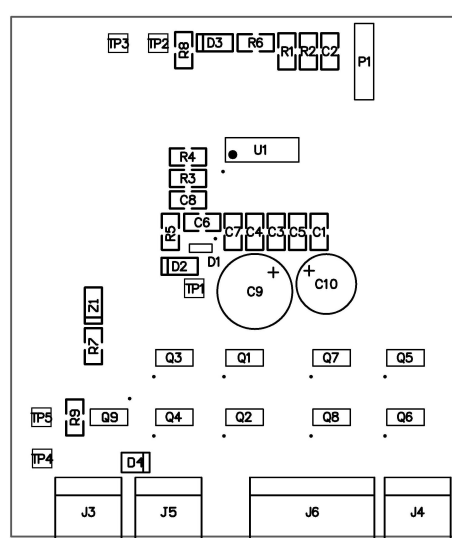 TP3 TP2 R8 D3 R6 R1 R2 C2 P1
R4 U1
R3
C8
R5 C6 C7 C4 C3 C5 C1
D2 D1
TP1 C9 C10
Z1
R7 Q3 Q1 Q7 Q5
TP5 R9 Q9 Q4 Q2 Q8 Q6
TP4 D4
J3 J5 J6 J4